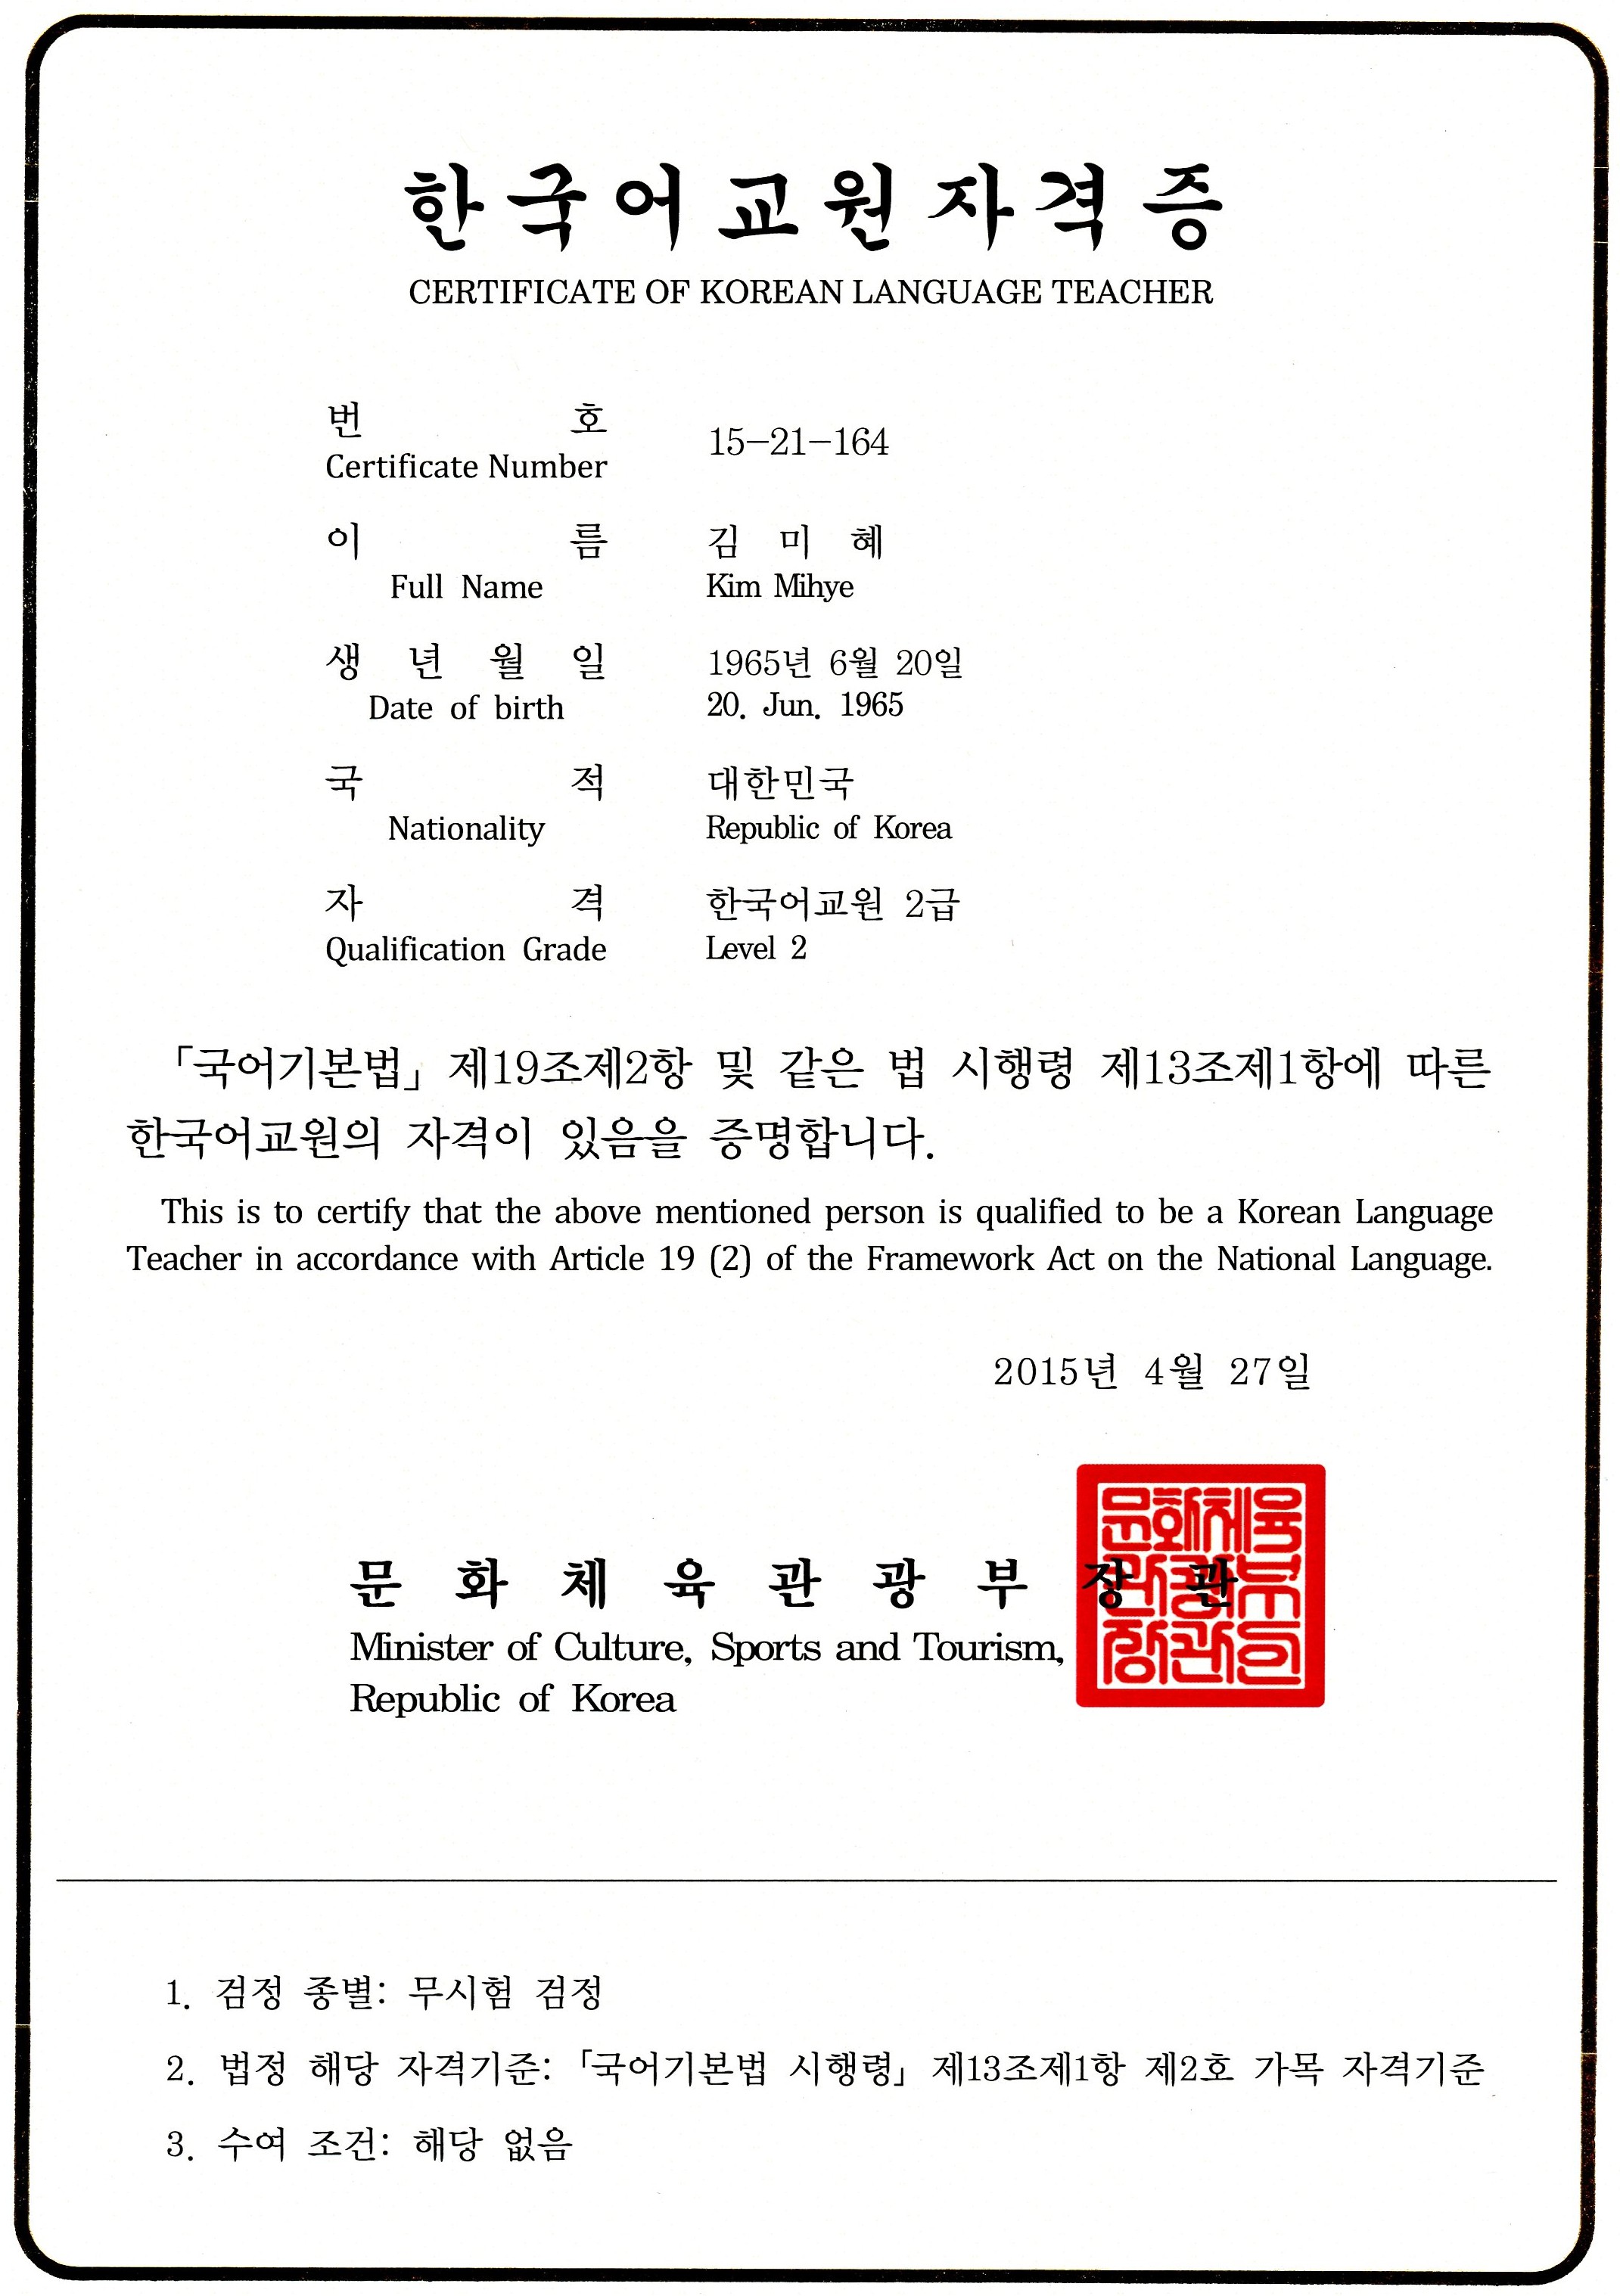 한국어교원자격증
CERTIFICATE OF KOREAN LANGUAGE TEACHER
번 호
Certificate Number
15-21-164
이 름
Full Name
김 미 혜
Kim Mihye
생 년 월 일
Date of birth
1965년 6월 20일
20. Jun. 1965
국 적
Nationality
대한민국
Republic of Korea
자 격
Qualification Grade
한국어교원 2급
Level 2
「국어기본법」 제19조제2항 및 같은 법 시행령 제13조제1항에 따른
한국어교원의 자격이 있음을 증명합니다.
This is to certify that the above mentioned person is qualified to be a Korean Language
Teacher in accordance with Article 19 (2) of the Framework Act on the National Language.
2015년 4월 27일
문 화 체 육 관 광 부 장 관
Minister of Culture, Sports and Tourism,
Republic of Korea
문화체육
관광부
장관의
1. 검정 종별: 무시험 검정
2. 법정 해당 자격기준: 「국어기본법 시행령」 제13조제1항 제2호 가목 자격기준
3. 수여 조건: 해당 없음